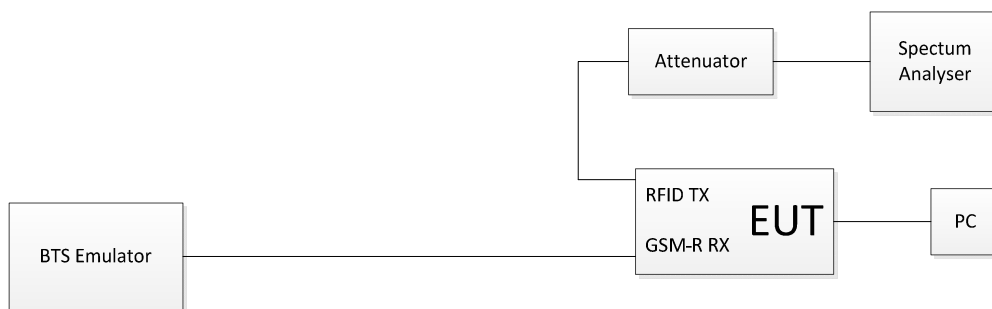 Attenuator
Spectum
Analyser
RFID TX
EUT
GSM-R RX
PC
BTS Emulator